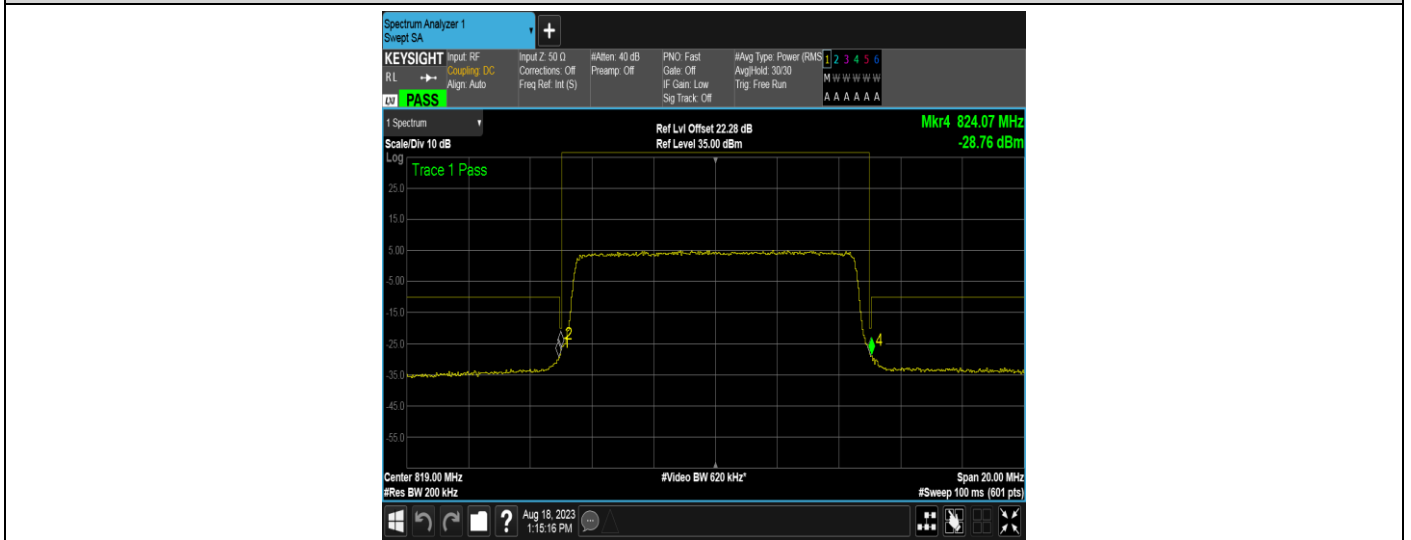 Spectrum Analyzer 1
Swept SA
+
KEYSIGHT
RL
PASS
Input: RF
Coupling: DC
Align: Auto
Input Z: 50 Ω
Corrections: Off
Freq Ref: Int (S)
#Atten: 40 dB
Preamp: Off
PNO: Fast
Gate: Off
IF Gain: Low
Sig Track: Off
#Avg Type: Power (RMS
Avg|Hold: 30/30
Trig: Free Run
1 2 3 4 5 6
M W W W W W
A A A A A A
1 Spectrum
Scale/Div 10 dB
Ref Lvl Offset 22.28 dB
Ref Level 35.00 dBm
Mkr4 824.07 MHz
-28.76 dBm
Log
Trace 1 Pass
25.0
15.0
5.00
-5.00
-15.0
-25.0
-35.0
-45.0
-55.0
2
4
Center 819.00 MHz
#Res BW 200 kHz
#Video BW 620 kHz*
Span 20.00 MHz
#Sweep 100 ms (601 pts)
?
Aug 18, 2023
1:15:16 PM